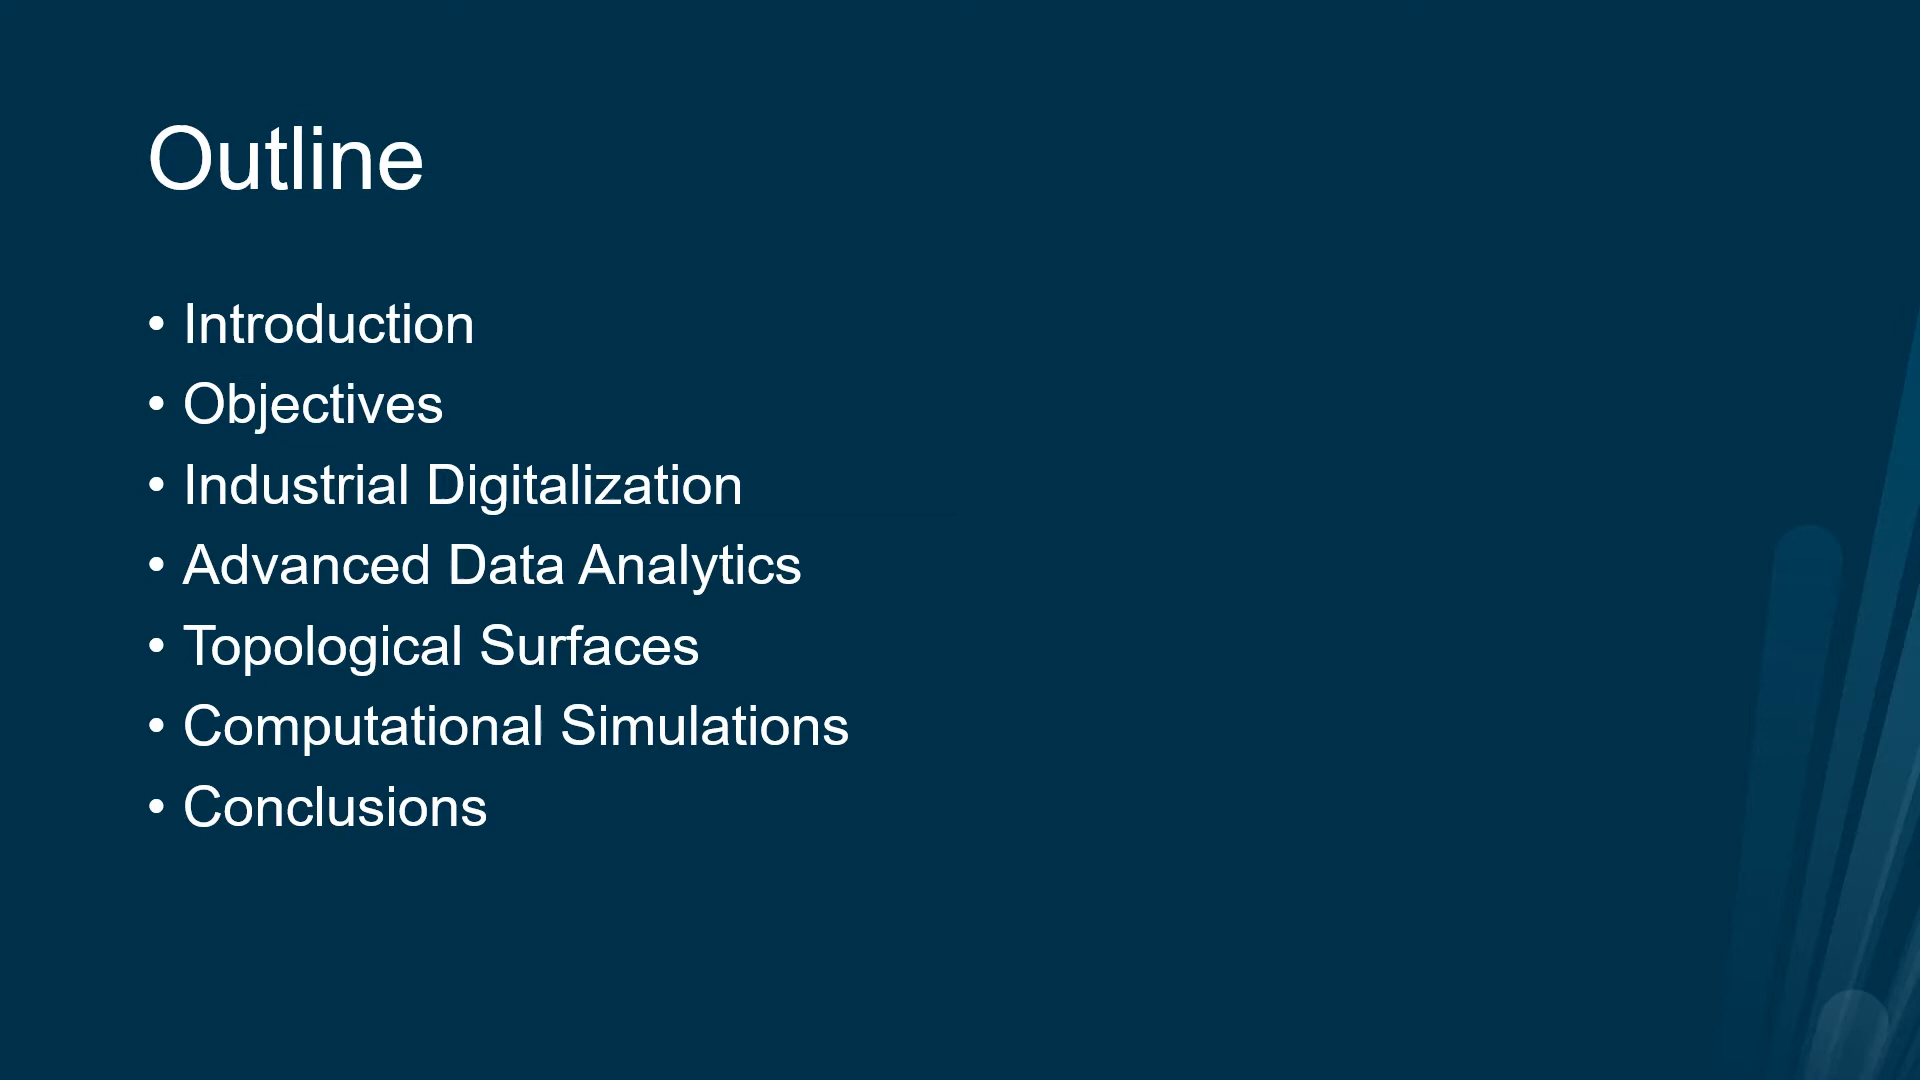 Outline
• Introduction
• Objectives
• Industrial Digitalization
• Advanced Data Analytics
• Topological Surfaces
• Computational Simulations
• Conclusions